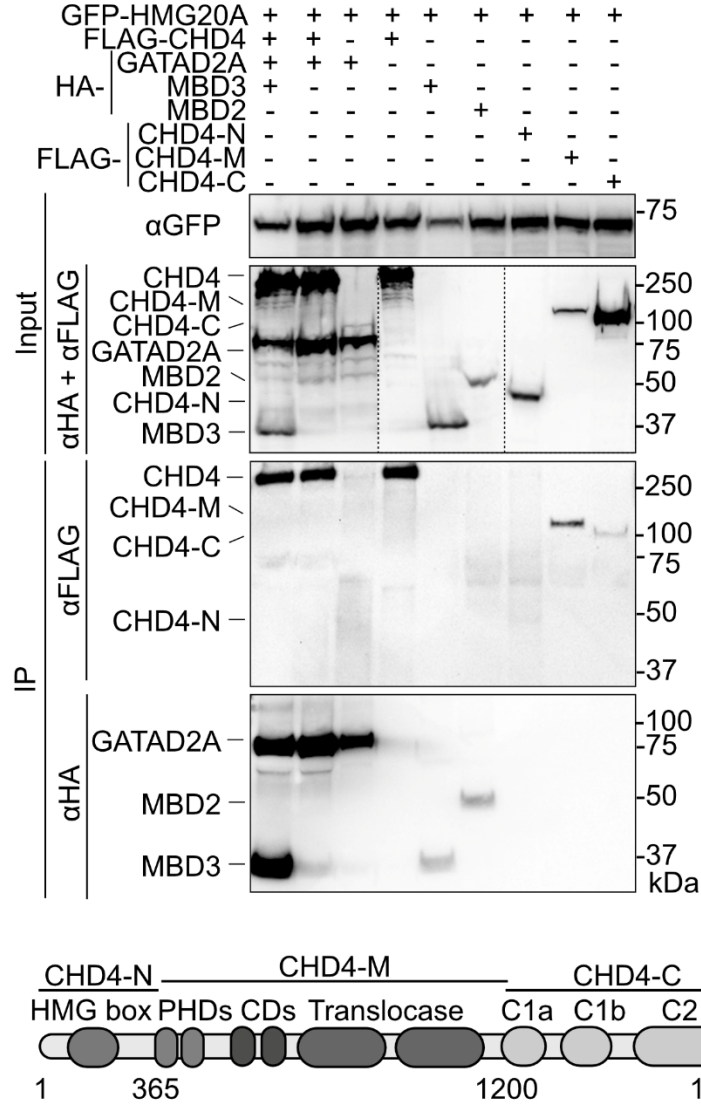 GFP-HMG20A + + + + + + + + +
FLAG-CHD4 + + - + - - - - -
GATAD2A + + + - - - - - -
HA- MBD3 + - - - + - - - -
MBD2 - - - - - + - - -
CHD4-N - - - - - - + - -
FLAG- CHD4-M - - - - - - - + -
CHD4-C - - - - - - - - +
Input
αGFP
-75
αHA + αFLAG
CHD4
CHD4-M
CHD4-C
GATAD2A
MBD2
CHD4-N
MBD3
-250
-100
-75
-50
-37
IP
αFLAG
CHD4
CHD4-M
CHD4-C
CHD4-N
-250
-100
-75
-50
-37
αHA
GATAD2A
MBD2
MBD3
-100
-75
-50
-37
kDa
CHD4-N CHD4-M CHD4-C
HMG box PHDs CDs Translocase C1a C1b C2
1 365 1200 1